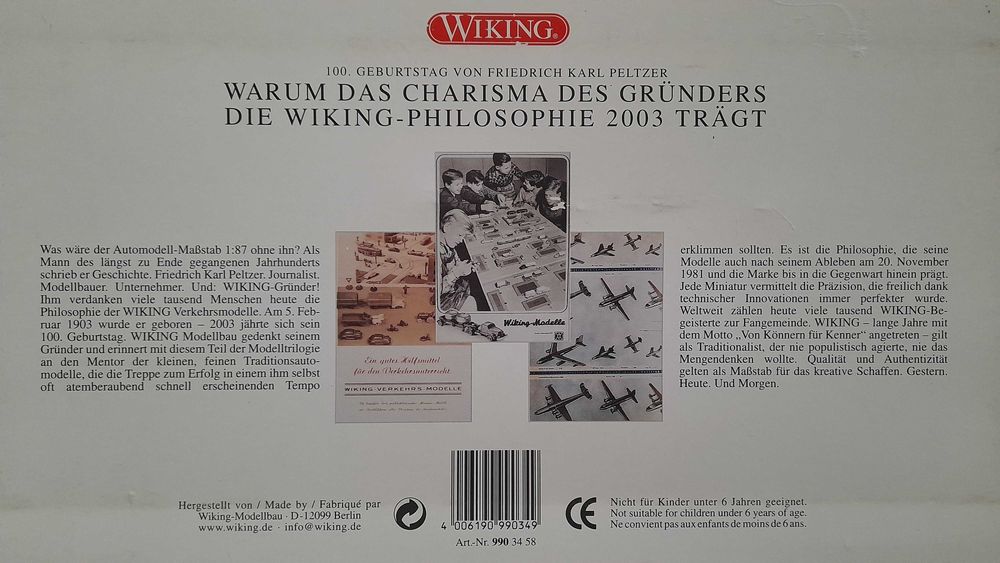 WIKING®
100. GEBURTSTAG VON FRIEDRICH KARL PELTZER
WARUM DAS CHARISMA DES GRÜNDERS
DIE WIKING-PHILOSOPHIE 2003 TRÄGT
Was wäre der Automodell-Maßstab 1:87 ohne ihn? Als
Mann des längst zu Ende gegangenen Jahrhunderts
schrieb er Geschichte. Friedrich Karl Peltzer. Journalist.
Modellbauer. Unternehmer. Und: WIKING-Gründer!
Ihm verdanken viele tausend Menschen heute die
Philosophie der WIKING Verkehrsmodelle. Am 5. Feb-
ruar 1903 wurde er geboren – 2003 jährte sich sein
100. Geburtstag. WIKING Modellbau gedenkt seinem
Gründer und erinnert mit diesem Teil der Modelltrilogie
an den Mentor der kleinen, feinen Traditionsauto-
modelle, die die Treppe zum Erfolg in einem ihm selbst
oft atemberaubend schnell erscheinenden Tempo
Wiking-Modelle
Ein gutes Hilfsmittel
für den Verkehrsunterricht.
WIKING-VERKEHRS-MODELLE
erklimmen sollten. Es ist die Philosophie, die seine
Modelle auch nach seinem Ableben am 20. November
1981 und die Marke bis in die Gegenwart hinein prägt.
Jede Miniatur vermittelt die Präzision, die freilich dank
technischer Innovationen immer perfekter wurde.
Weltweit zählen heute viele tausend WIKING-Be-
geisterte zur Fangemeinde. WIKING – lange Jahre mit
dem Motto „Von Könnern für Kenner“ angetreten – gilt
als Traditionalist, der nie populistisch agierte, nie das
Mengendenken wollte. Qualität und Authentizität
gelten als Maßstab für das kreative Schaffen. Gestern.
Heute. Und Morgen.
Hergestellt von / Made by / Fabriqué par
Wiking-Modellbau · D-12099 Berlin
www.wiking.de · info@wiking.de
4 006190 990349
Art.-Nr. 990 34 58
CE
Nicht für Kinder unter 6 Jahren geeignet.
Not suitable for children under 6 years of age.
Ne convient pas aux enfants de moins de 6 ans.